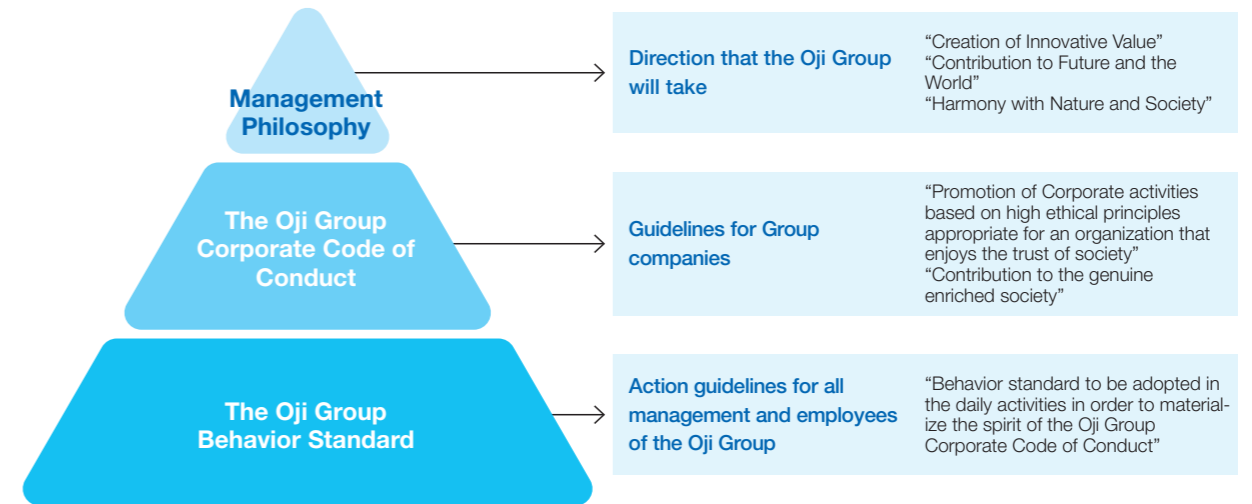 Management
Philosophy
Direction that the Oji Group
will take
“Creation of Innovative Value”
“Contribution to Future and the
World”
“Harmony with Nature and Society”
The Oji Group
Corporate Code of
Conduct
Guidelines for Group
companies
“Promotion of Corporate activities
based on high ethical principles
appropriate for an organization that
enjoys the trust of society”
“Contribution to the genuine
enriched society”
The Oji Group
Behavior Standard
Action guidelines for all
management and employees
of the Oji Group
“Behavior standard to be adopted in
the daily activities in order to material-
ize the spirit of the Oji Group
Corporate Code of Conduct”